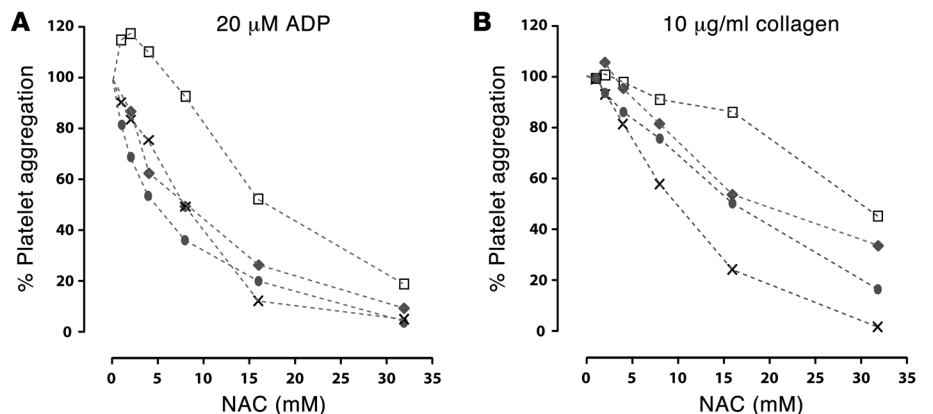 A
20 µM ADP
% Platelet aggregation
120
100
80
60
40
20
0
0 5 10 15 20 25 30 35
NAC (mM)
B
10 µg/ml collagen
% Platelet aggregation
120
100
80
60
40
20
0
0 5 10 15 20 25 30 35
NAC (mM)